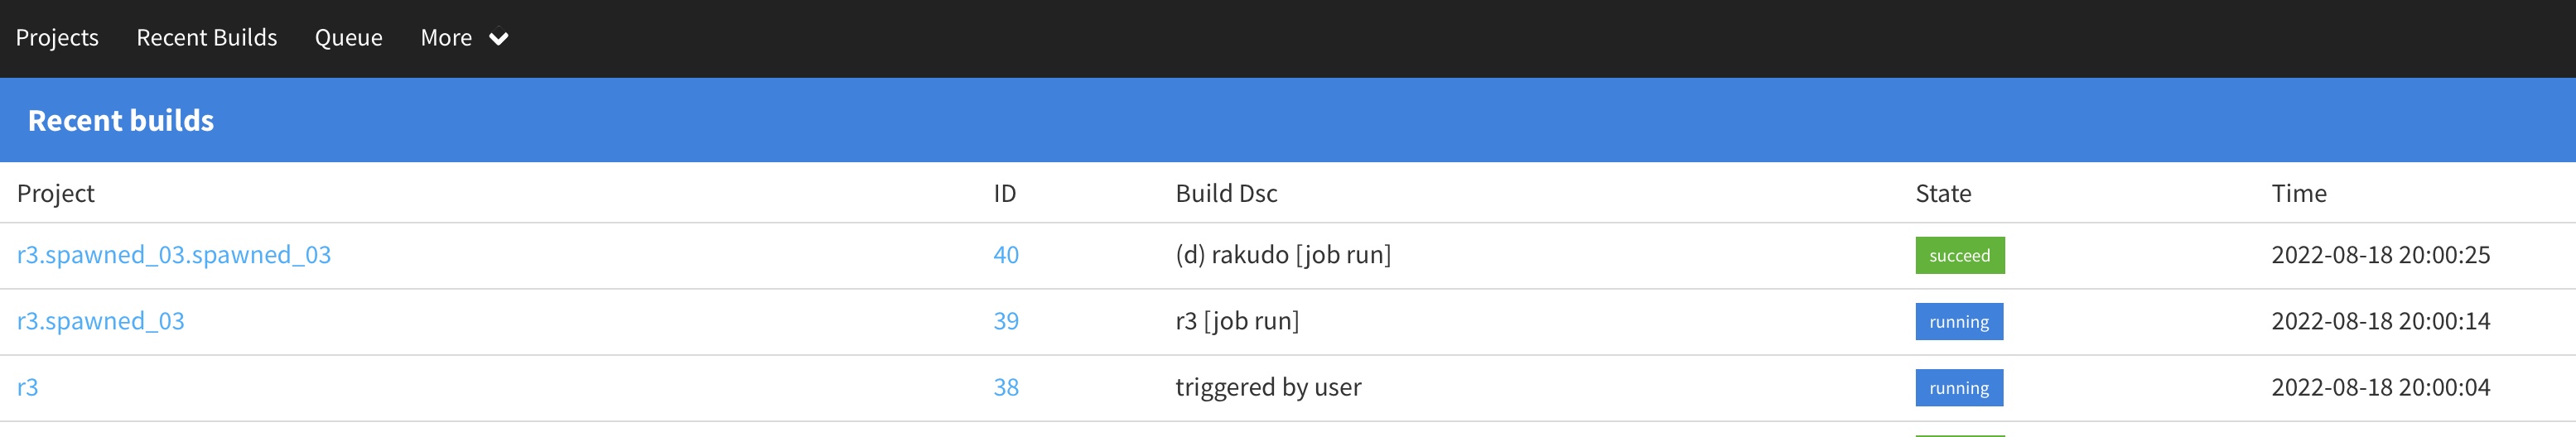 Projects Recent Builds Queue More
Recent builds
Project ID Build Dsc State Time
r3.spawned_03.spawned_03 40 (d) rakudo [job run] succeed 2022-08-18 20:00:25
r3.spawned_03 39 r3 [job run] running 2022-08-18 20:00:14
r3 38 triggered by user running 2022-08-18 20:00:04